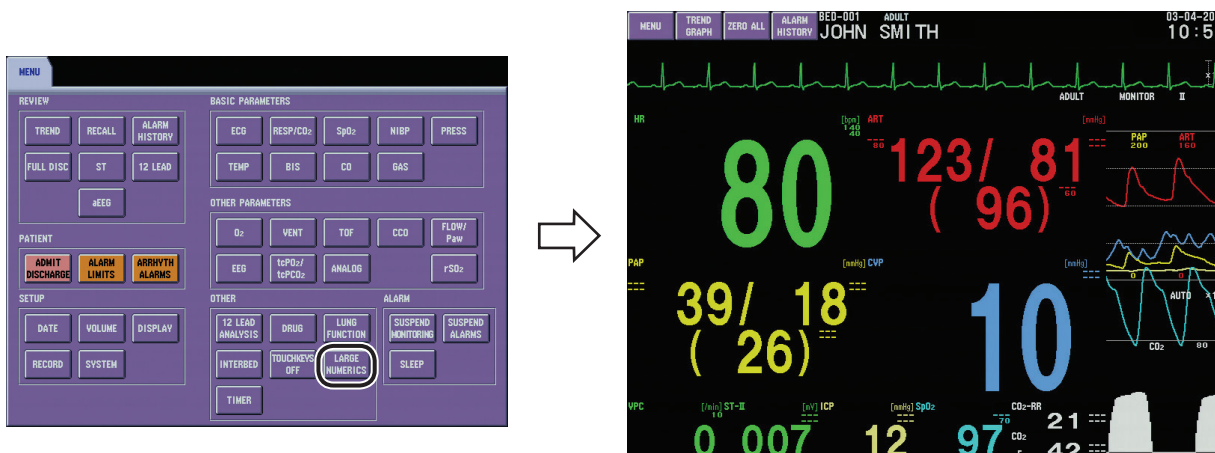 MENU
REVIEW
TREND RECALL ALARM HISTORY
FULL DISC ST 12 LEAD
aEEG
PATIENT
ADMIT DISCHARGE ALARM LIMITS ARRHYTH ALARMS
SETUP
DATE VOLUME DISPLAY
RECORD SYSTEM
BASIC PARAMETERS
ECG RESP/CO2 SpO2 NIBP PRESS
TEMP BIS CO GAS
OTHER PARAMETERS
O2 VENT TOF CCO FLOW/Paw
EEG tcPO2/tcPCO2 ANALOG rSO2
OTHER
12 LEAD ANALYSIS DRUG LUNG FUNCTION
INTERBED TOUCHKEYS OFF LARGE NUMERICS
TIMER
ALARM
SUSPEND MONITORING SUSPEND ALARMS
SLEEP
MENU TREND GRAPH ZERO ALL ALARM HISTORY
BED-001 ADULT
JOHN SMITH
03-04-20
10:5
ADULT MONITOR II
x1
HR [bpm] 140 40
80
ART [mmHg]
80
123/ 81
( 96)
60
PAP 200 ART 160
PAP [mmHg]
39/ 18
( 26)
CVP [mmHg]
10
0 0
AUTO x1
CO2 80
VPC [/min] 10
0
ST-II [mV]
007
ICP [mmHg]
12
SpO2 70
97
CO2-RR 21
CO2 42